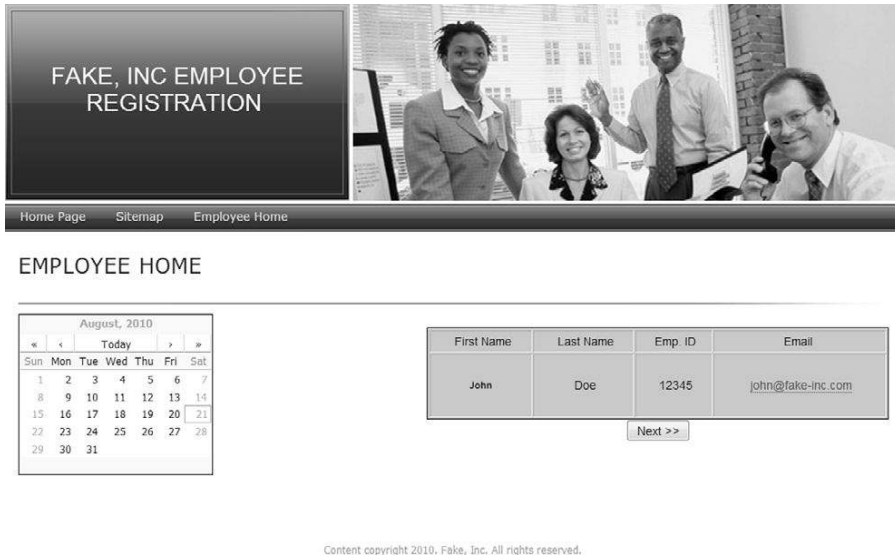 FAKE, INC EMPLOYEE
REGISTRATION
Home Page Sitemap Employee Home
EMPLOYEE HOME
August, 2010
« ‹ Today › »
Sun Mon Tue Wed Thu Fri Sat
1 2 3 4 5 6 7
8 9 10 11 12 13 14
15 16 17 18 19 20 21
22 23 24 25 26 27 28
29 30 31
First Name Last Name Emp. ID Email
John Doe 12345 john@fake-inc.com
Next >>
Content copyright 2010. Fake, Inc. All rights reserved.